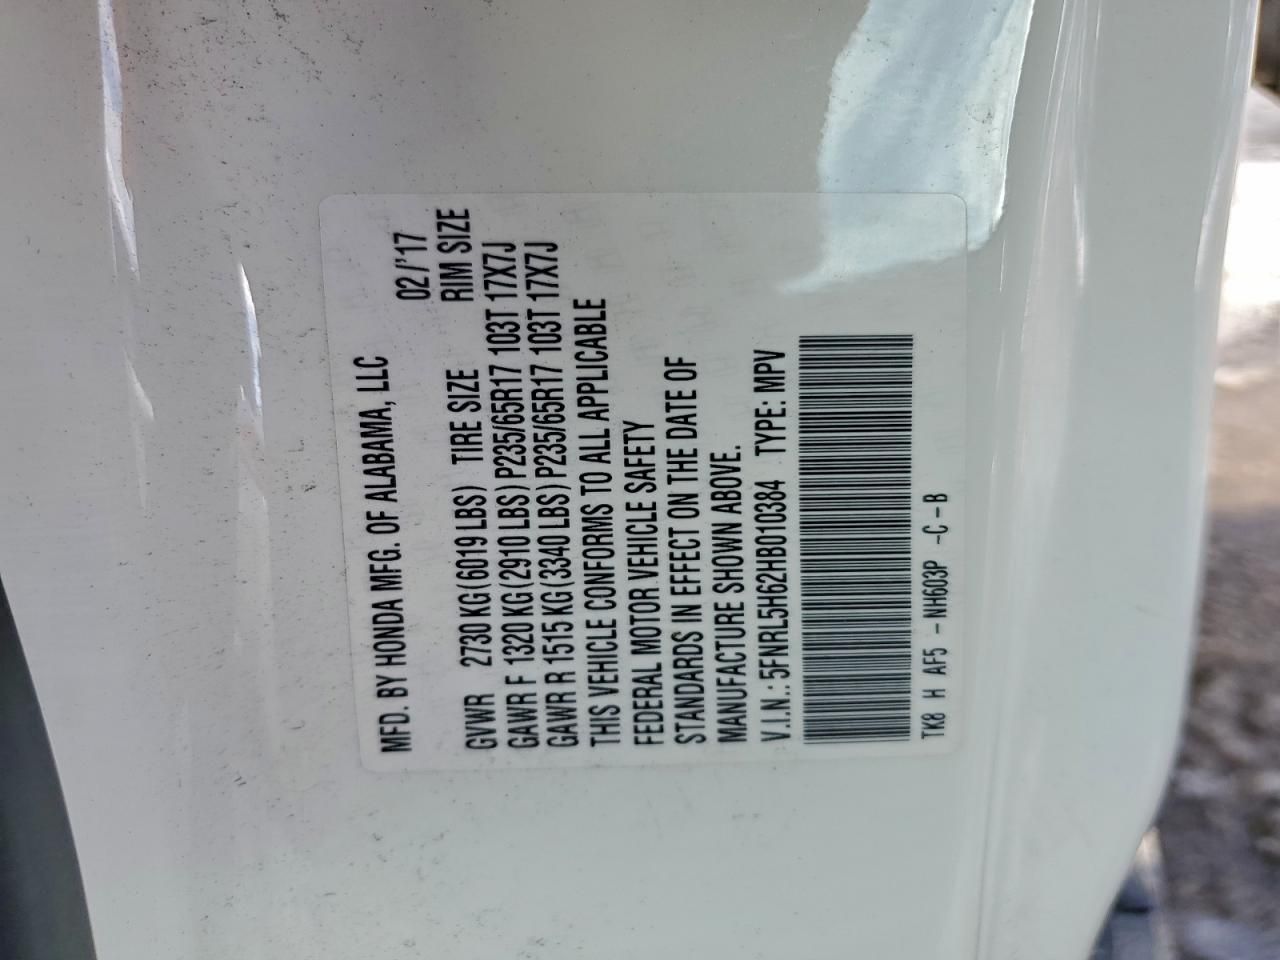 MFD. BY HONDA MFG. OF ALABAMA, LLC
02/'17
GVWR 2730 KG(6019 LBS) TIRE SIZE RIM SIZE
GAWR F 1320 KG(2910 LBS) P235/65R17 103T 17X7J
GAWR R 1515 KG(3340 LBS) P235/65R17 103T 17X7J
THIS VEHICLE CONFORMS TO ALL APPLICABLE
FEDERAL MOTOR VEHICLE SAFETY
STANDARDS IN EFFECT ON THE DATE OF
MANUFACTURE SHOWN ABOVE.
V.I.N.: 5FNRL5H62HB010384 TYPE: MPV
TK8 H AF5 - NH603P -C-B